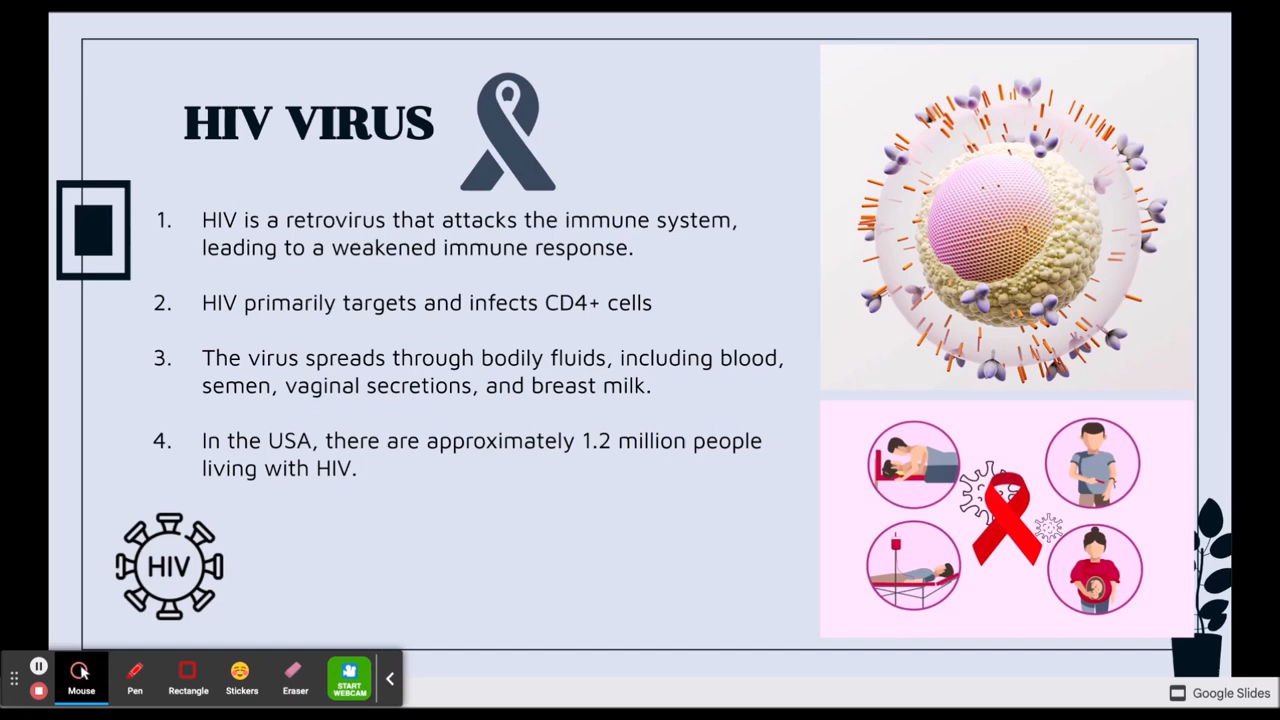 HIV VIRUS
1. HIV is a retrovirus that attacks the immune system,
leading to a weakened immune response.
2. HIV primarily targets and infects CD4+ cells
3. The virus spreads through bodily fluids, including blood,
semen, vaginal secretions, and breast milk.
4. In the USA, there are approximately 1.2 million people
living with HIV.
HIV
Mouse
Pen
Rectangle
Stickers
Eraser
START
WEBCAM
Google Slides